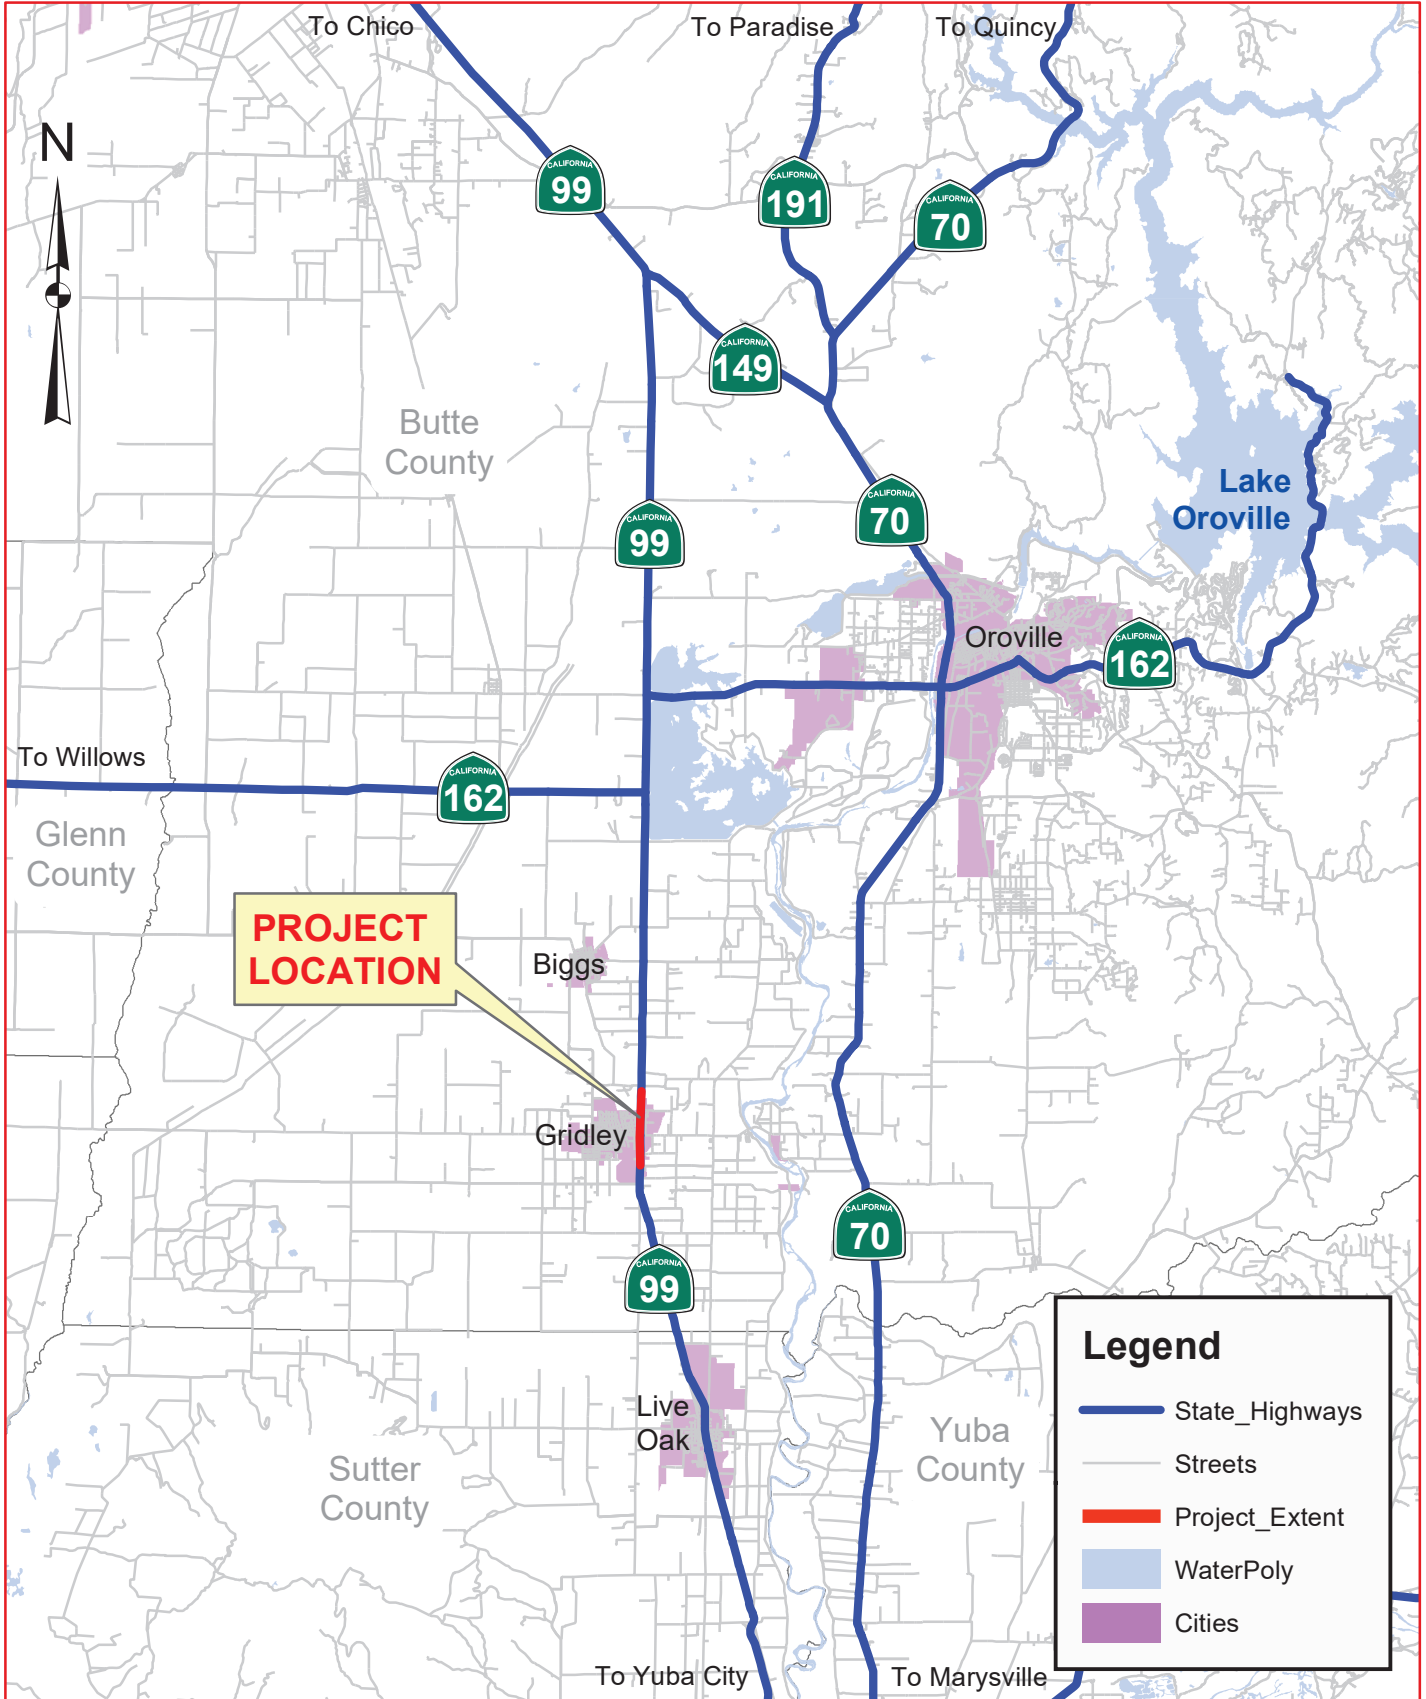 To Chico
To Paradise
To Quincy
N
CALIFORNIA
99
CALIFORNIA
191
CALIFORNIA
70
CALIFORNIA
149
Butte
County
Lake
Oroville
CALIFORNIA
70
CALIFORNIA
99
Oroville
CALIFORNIA
162
To Willows
CALIFORNIA
162
Glenn
County
PROJECT
LOCATION
Biggs
Gridley
CALIFORNIA
70
CALIFORNIA
99
Live
Oak
Sutter
County
Yuba
County
Legend
State_Highways
Streets
Project_Extent
WaterPoly
Cities
To Yuba City
To Marysville